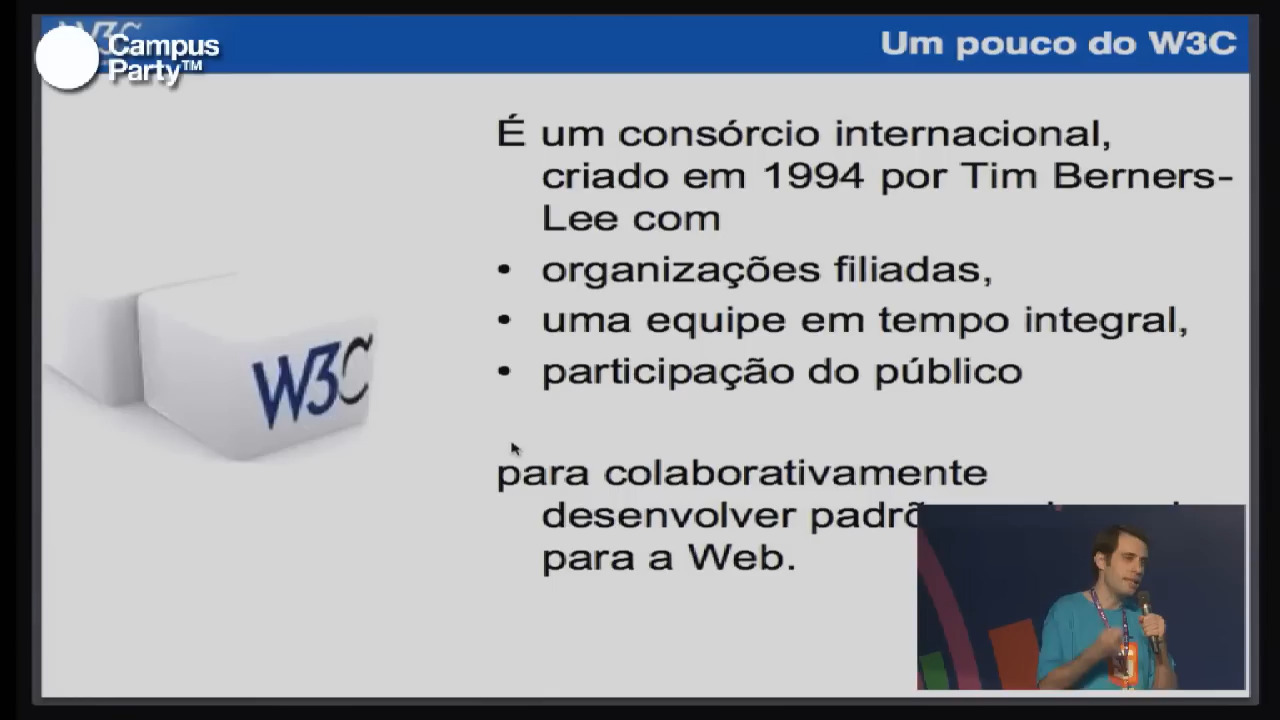 Campus
Party™
Um pouco do W3C
É um consórcio internacional,
criado em 1994 por Tim Berners-
Lee com
• organizações filiadas,
• uma equipe em tempo integral,
• participação do público
W3C
para colaborativamente
desenvolver
para a Web.